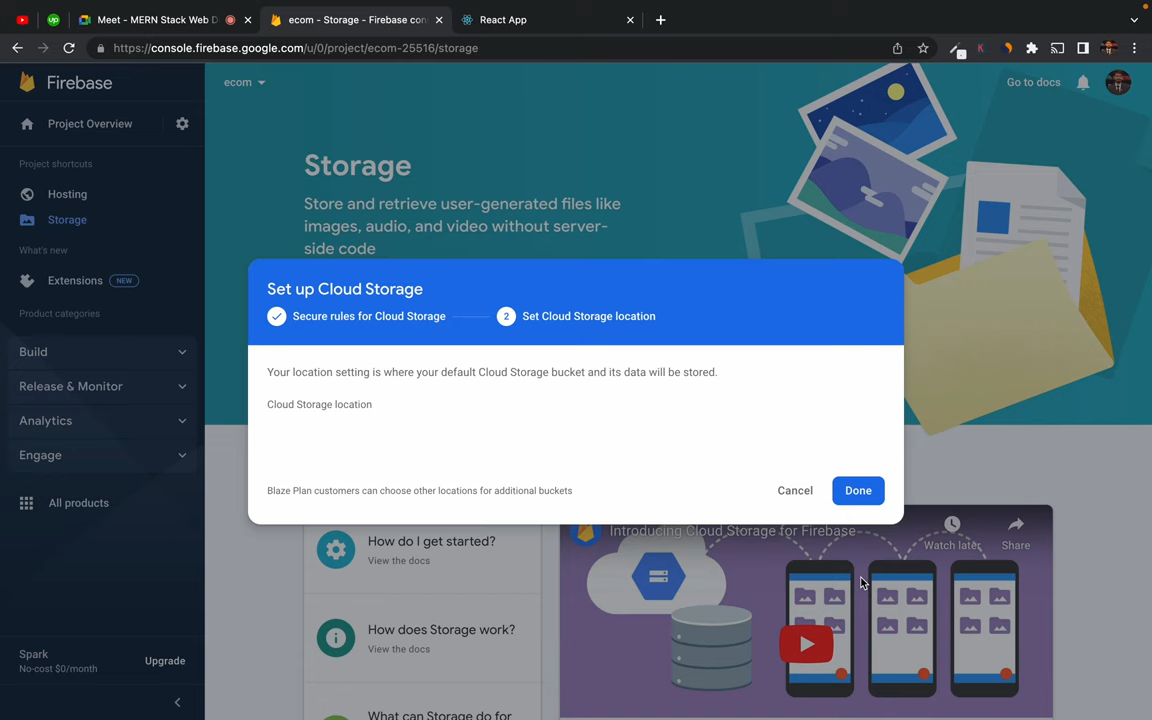 Meet - MERN Stack Web D
ecom - Storage - Firebase con
React App
https://console.firebase.google.com/u/0/project/ecom-25516/storage
Firebase
ecom
Go to docs
Project Overview
Project shortcuts
Hosting
Storage
What's new
Extensions NEW
Product categories
Build
Release & Monitor
Analytics
Engage
All products
Spark
No-cost $0/month
Upgrade
Storage
Store and retrieve user-generated files like
images, audio, and video without server-
side code
Set up Cloud Storage
Secure rules for Cloud Storage
2 Set Cloud Storage location
Your location setting is where your default Cloud Storage bucket and its data will be stored.
Cloud Storage location
Blaze Plan customers can choose other locations for additional buckets
Cancel
Done
How do I get started?
View the docs
How does Storage work?
View the docs
What can Storage do for
Introducing Cloud Storage for Firebase
Watch later
Share